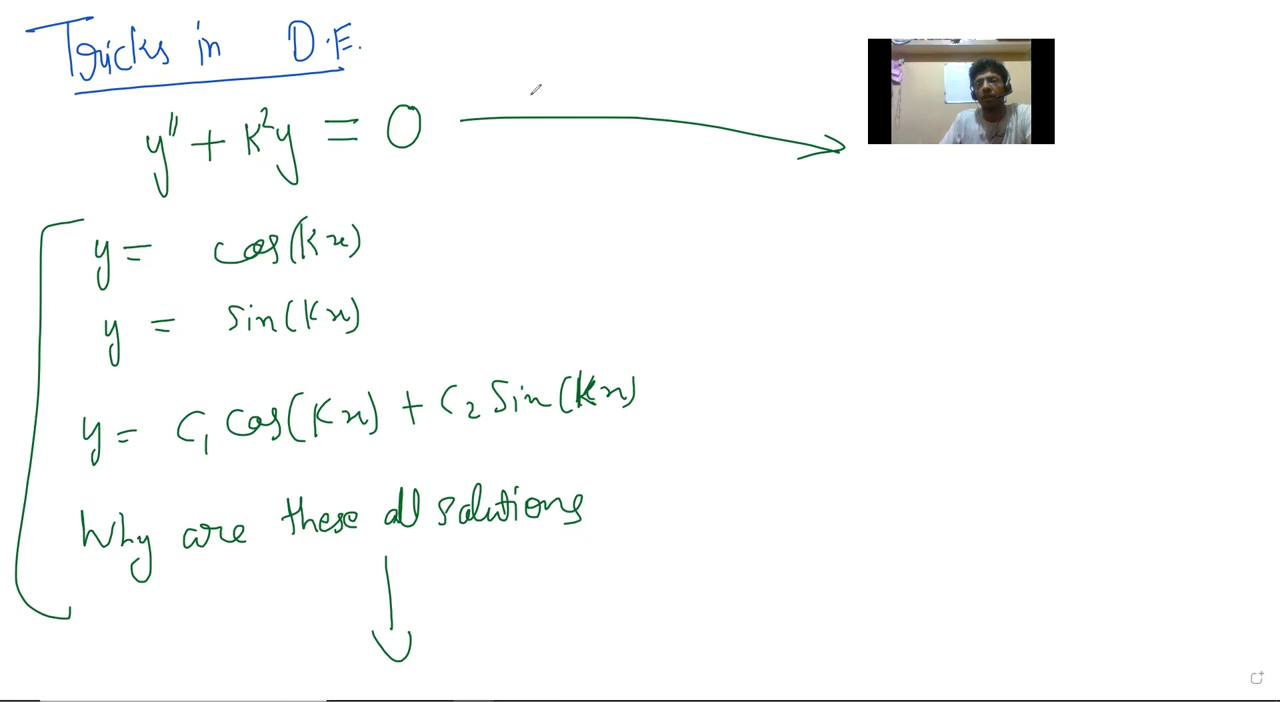 Tricks in D.E.
y'' + K²y = 0
y = cos(Kx)
y = Sin(Kx)
y = C₁ Cos(Kx) + C₂ Sin(Kx)
Why are these all solutions